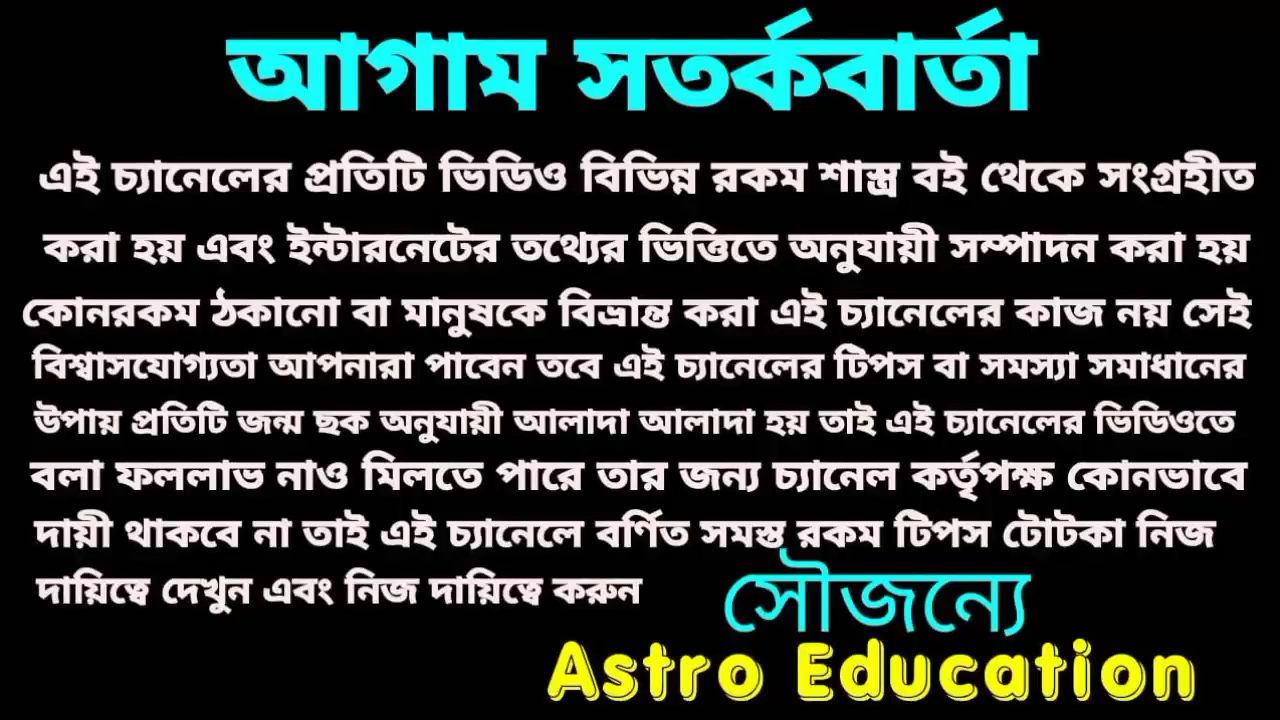 আগাম সতর্কবার্তা
এই চ্যানেলের প্রতিটি ভিডিও বিভিন্ন রকম শাস্ত্র বই থেকে সংগ্রহীত
করা হয় এবং ইন্টারনেটের তথ্যের ভিত্তিতে অনুযায়ী সম্পাদন করা হয়
কোনরকম ঠকানো বা মানুষকে বিভ্রান্ত করা এই চ্যানেলের কাজ নয় সেই
বিশ্বাসযোগ্যতা আপনারা পাবেন তবে এই চ্যানেলের টিপস বা সমস্যা সমাধানের
উপায় প্রতিটি জন্ম ছক অনুযায়ী আলাদা আলাদা হয় তাই এই চ্যানেলের ভিডিওতে
বলা ফললাভ নাও মিলতে পারে তার জন্য চ্যানেল কর্তৃপক্ষ কোনভাবে
দায়ী থাকবে না তাই এই চ্যানেলে বর্ণিত সমস্ত রকম টিপস টোটকা নিজ
দায়িত্বে দেখুন এবং নিজ দায়িত্বে করুন
সৌজন্যে
Astro Education